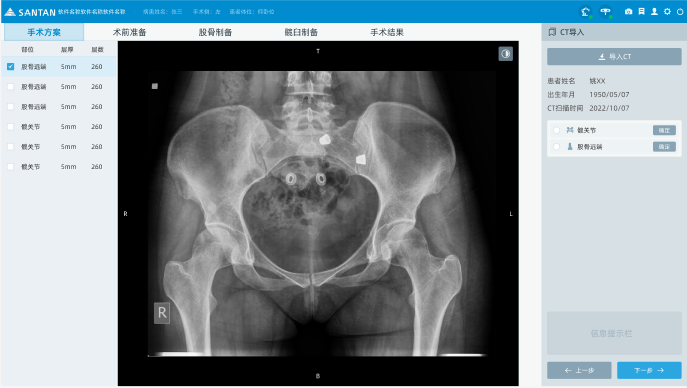 SANTAN 软件名称软件名称软件名称 患者姓名：张三 手术侧：左 患者体位：仰卧位
手术方案 术前准备 股骨制备 髋臼制备 手术结果
部位 层厚 层数
股骨远端 5mm 260
股骨远端 5mm 260
股骨远端 5mm 260
髋关节 5mm 260
髋关节 5mm 260
髋关节 5mm 260
T
R
L
R
B
CT导入
导入CT
患者姓名 姚XX
出生年月 1950/05/07
CT扫描时间 2022/10/07
髋关节 确定
股骨远端 确定
信息提示栏
上一步 下一步